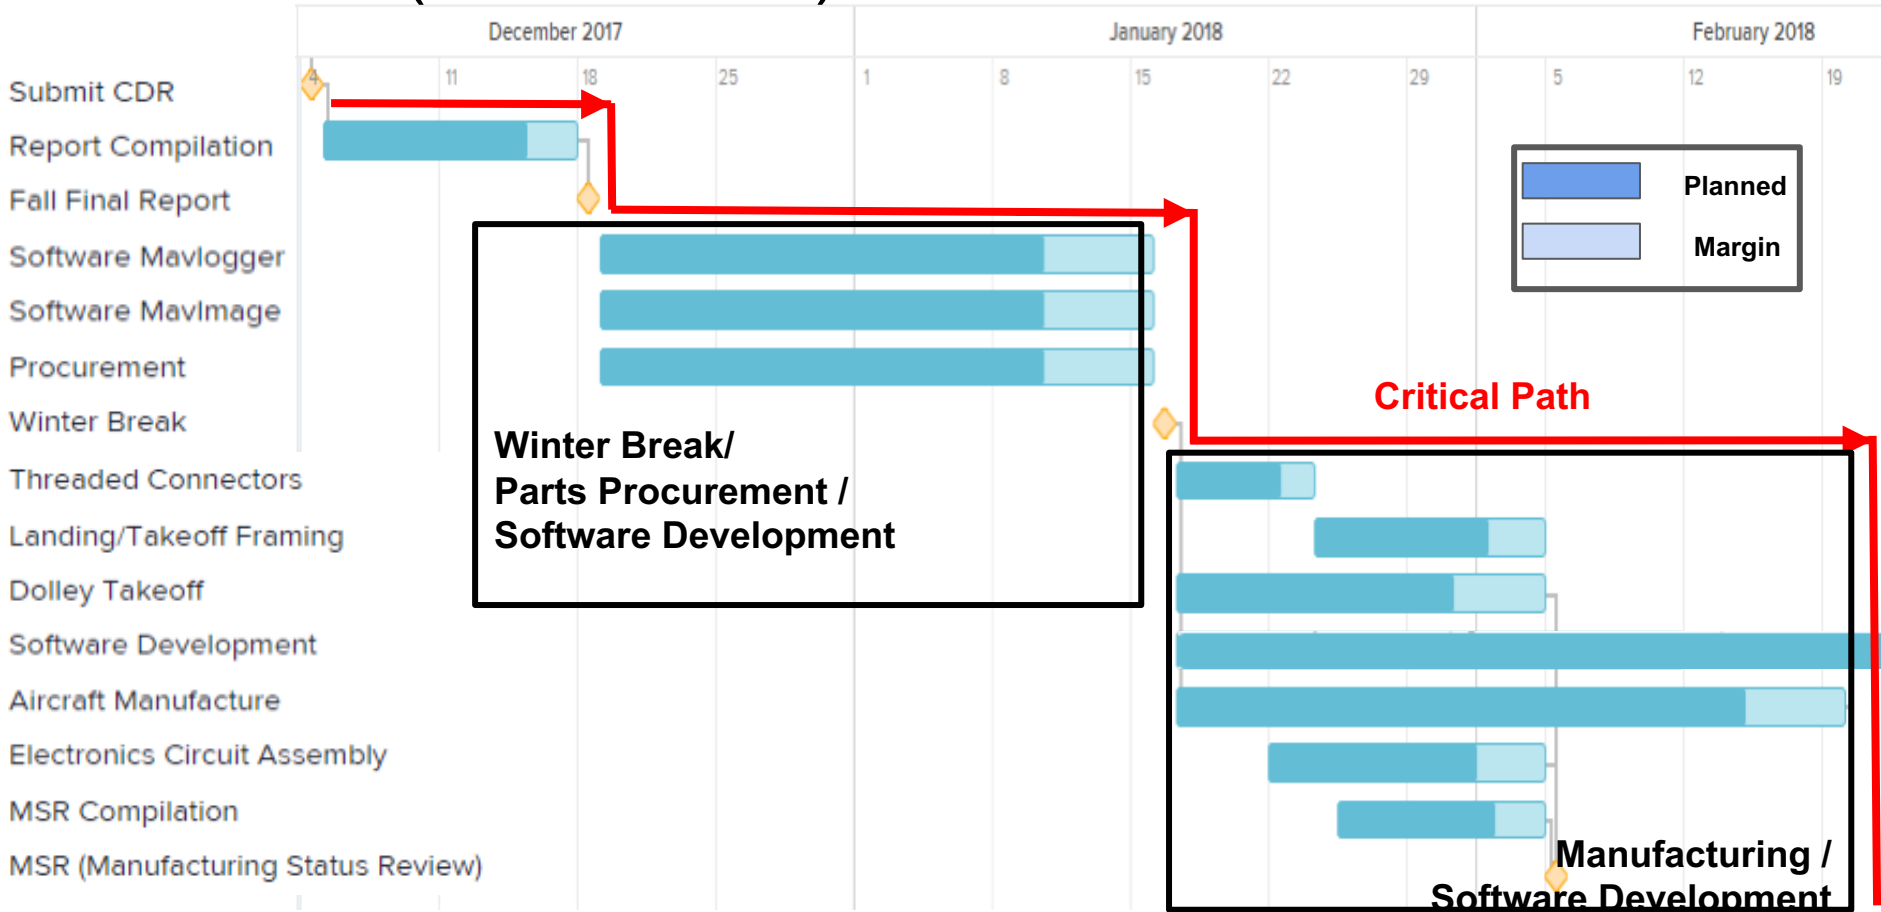 December 2017
January 2018
February 2018
4 11 18 25 1 8 15 22 29 5 12 19
Submit CDR
Report Compilation
Fall Final Report
Software Mavlogger
Software MavImage
Procurement
Winter Break
Threaded Connectors
Landing/Takeoff Framing
Dolley Takeoff
Software Development
Aircraft Manufacture
Electronics Circuit Assembly
MSR Compilation
MSR (Manufacturing Status Review)
Planned
Margin
Critical Path
Winter Break/
Parts Procurement /
Software Development
Manufacturing /
Software Development